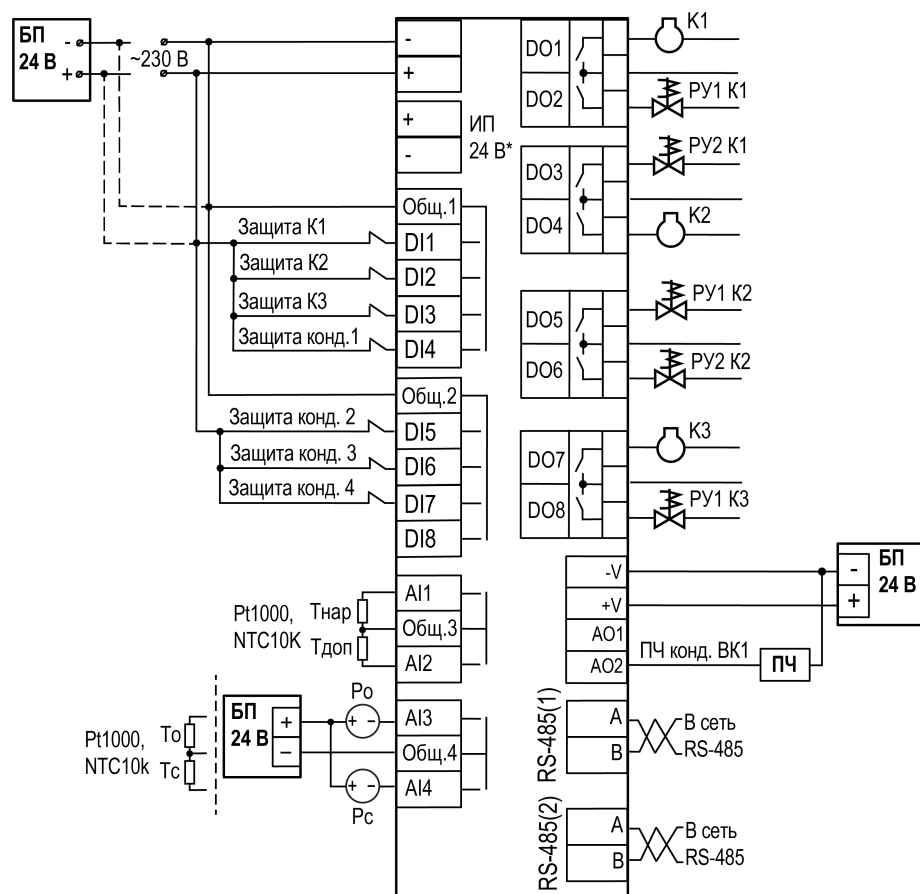 БП
24 В
-
+
~230 В
-
+
+
-
ИП
24 В*
Общ.1
Защита К1
DI1
Защита К2
DI2
Защита К3
DI3
Защита конд.1
DI4
Общ.2
Защита конд. 2
DI5
Защита конд. 3
DI6
Защита конд. 4
DI7
DI8
Pt1000,
NTC10K
Тнар
Тдоп
AI1
Общ.3
AI2
Pt1000,
NTC10k
То
Тс
БП
24 В
+
−
Ро
+ -
+ -
Рс
AI3
Общ.4
AI4
DO1
DO2
К1
РУ1 К1
DO3
DO4
РУ2 К1
К2
DO5
DO6
РУ1 К2
РУ2 К2
DO7
DO8
К3
РУ1 К3
-V
+V
AO1
AO2
БП
24 В
-
+
ПЧ конд. ВК1
ПЧ
RS-485(1)
A
B
В сеть
RS-485
RS-485(2)
A
B
В сеть
RS-485